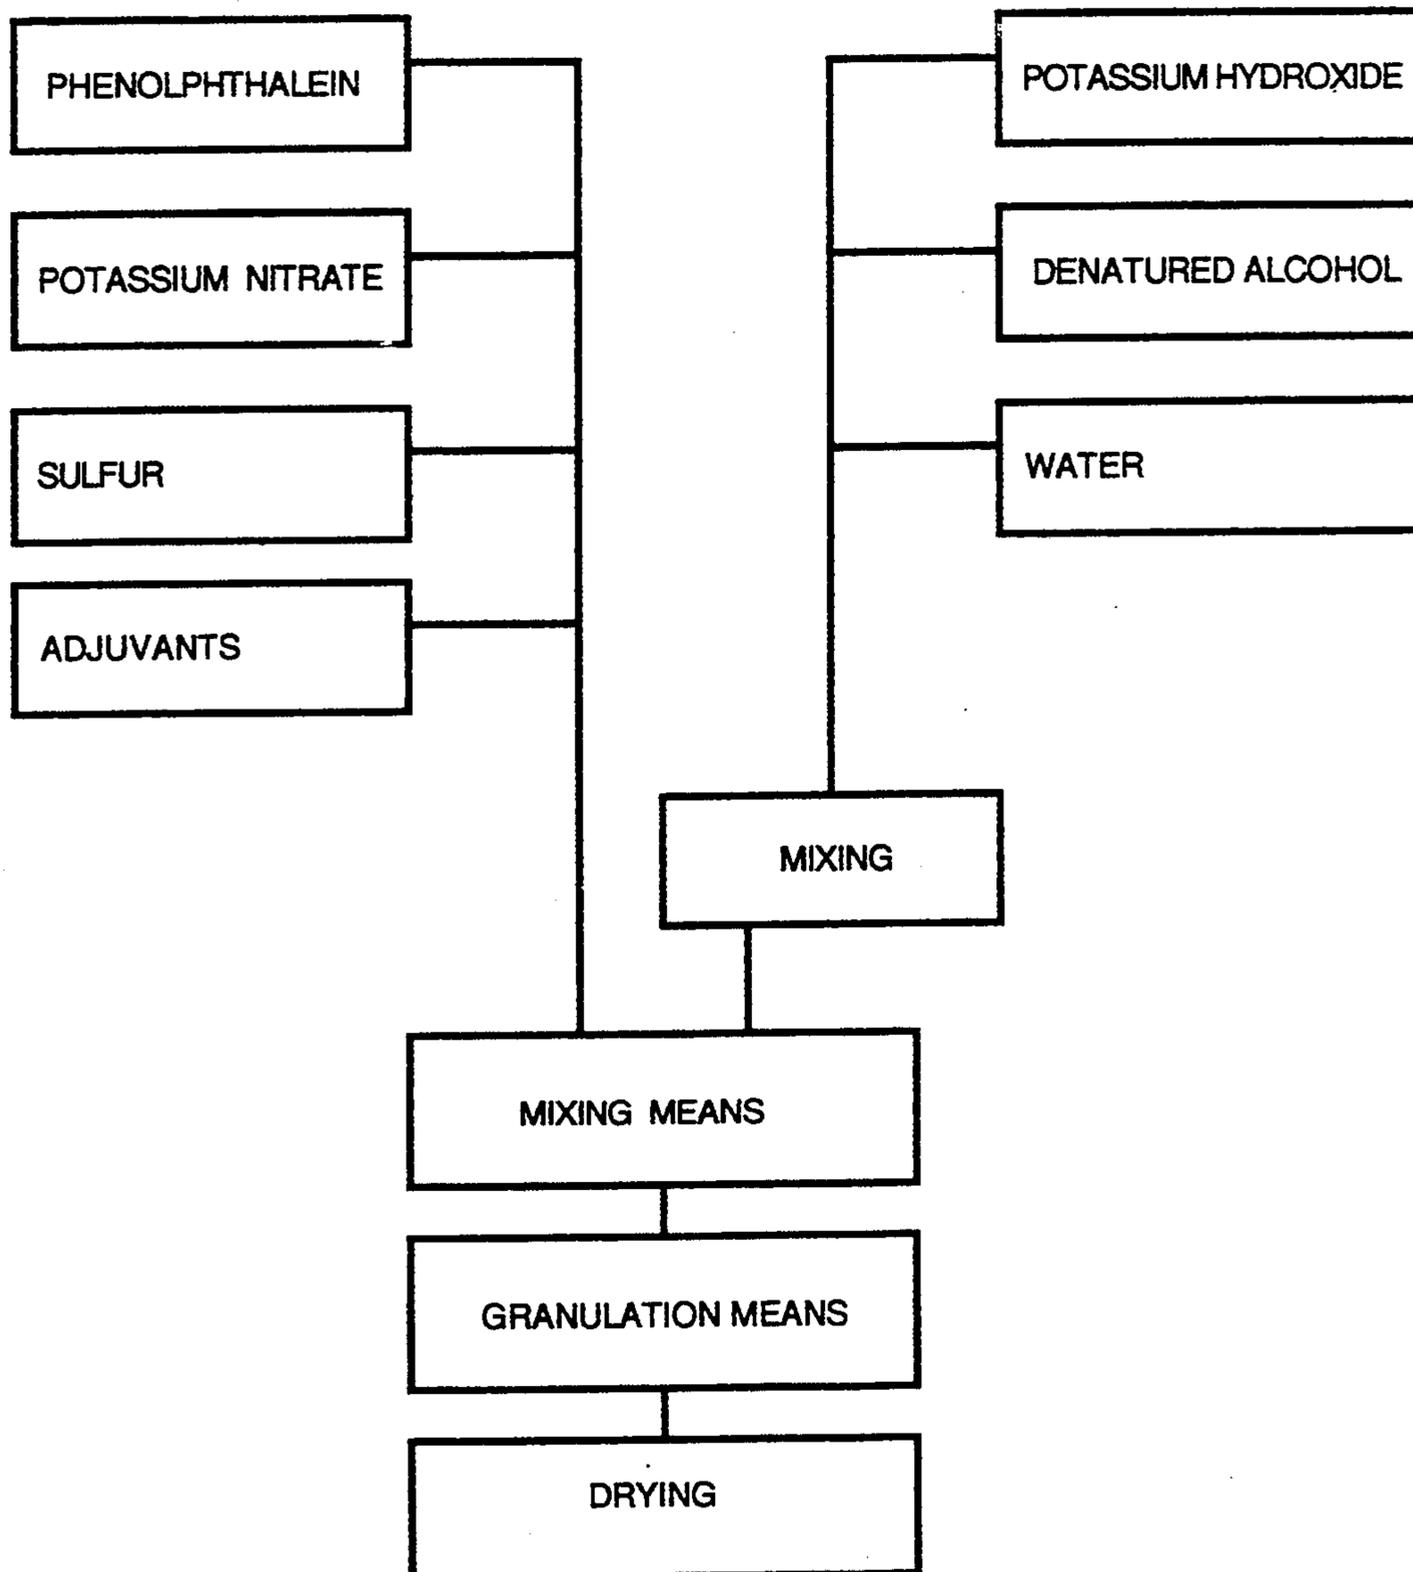 PHENOLPHTHALEIN
POTASSIUM NITRATE
SULFUR
ADJUVANTS
POTASSIUM HYDROXIDE
DENATURED ALCOHOL
WATER
MIXING
MIXING MEANS
GRANULATION MEANS
DRYING